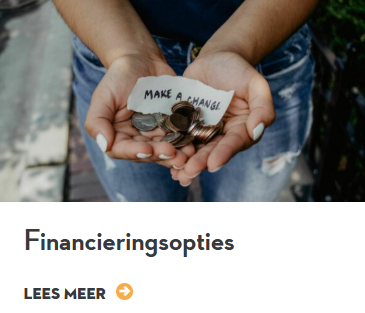 MAKE A CHANGE
Financieringsopties
LEES MEER